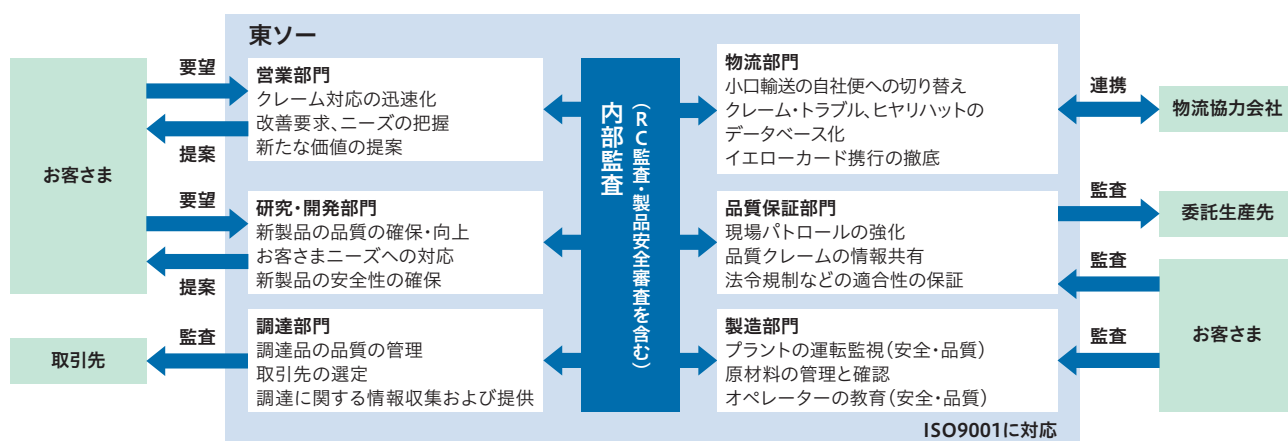 東ソー
お客さま
要望
提案
営業部門
クレーム対応の迅速化
改善要求、ニーズの把握
新たな価値の提案
要望
提案
研究・開発部門
新製品の品質の確保・向上
お客さまニーズへの対応
新製品の安全性の確保
取引先
監査
調達部門
調達品の品質の管理
取引先の選定
調達に関する情報収集および提供
内部監査
(RC監査・製品安全審査を含む)
物流部門
小口輸送の自社便への切り替え
クレーム・トラブル、ヒヤリハットの
データベース化
イエローカード携行の徹底
連携
物流協力会社
品質保証部門
現場パトロールの強化
品質クレームの情報共有
法令規制などの適合性の保証
監査
委託生産先
監査
製造部門
プラントの運転監視(安全・品質)
原材料の管理と確認
オペレーターの教育(安全・品質)
監査
お客さま
ISO9001に対応